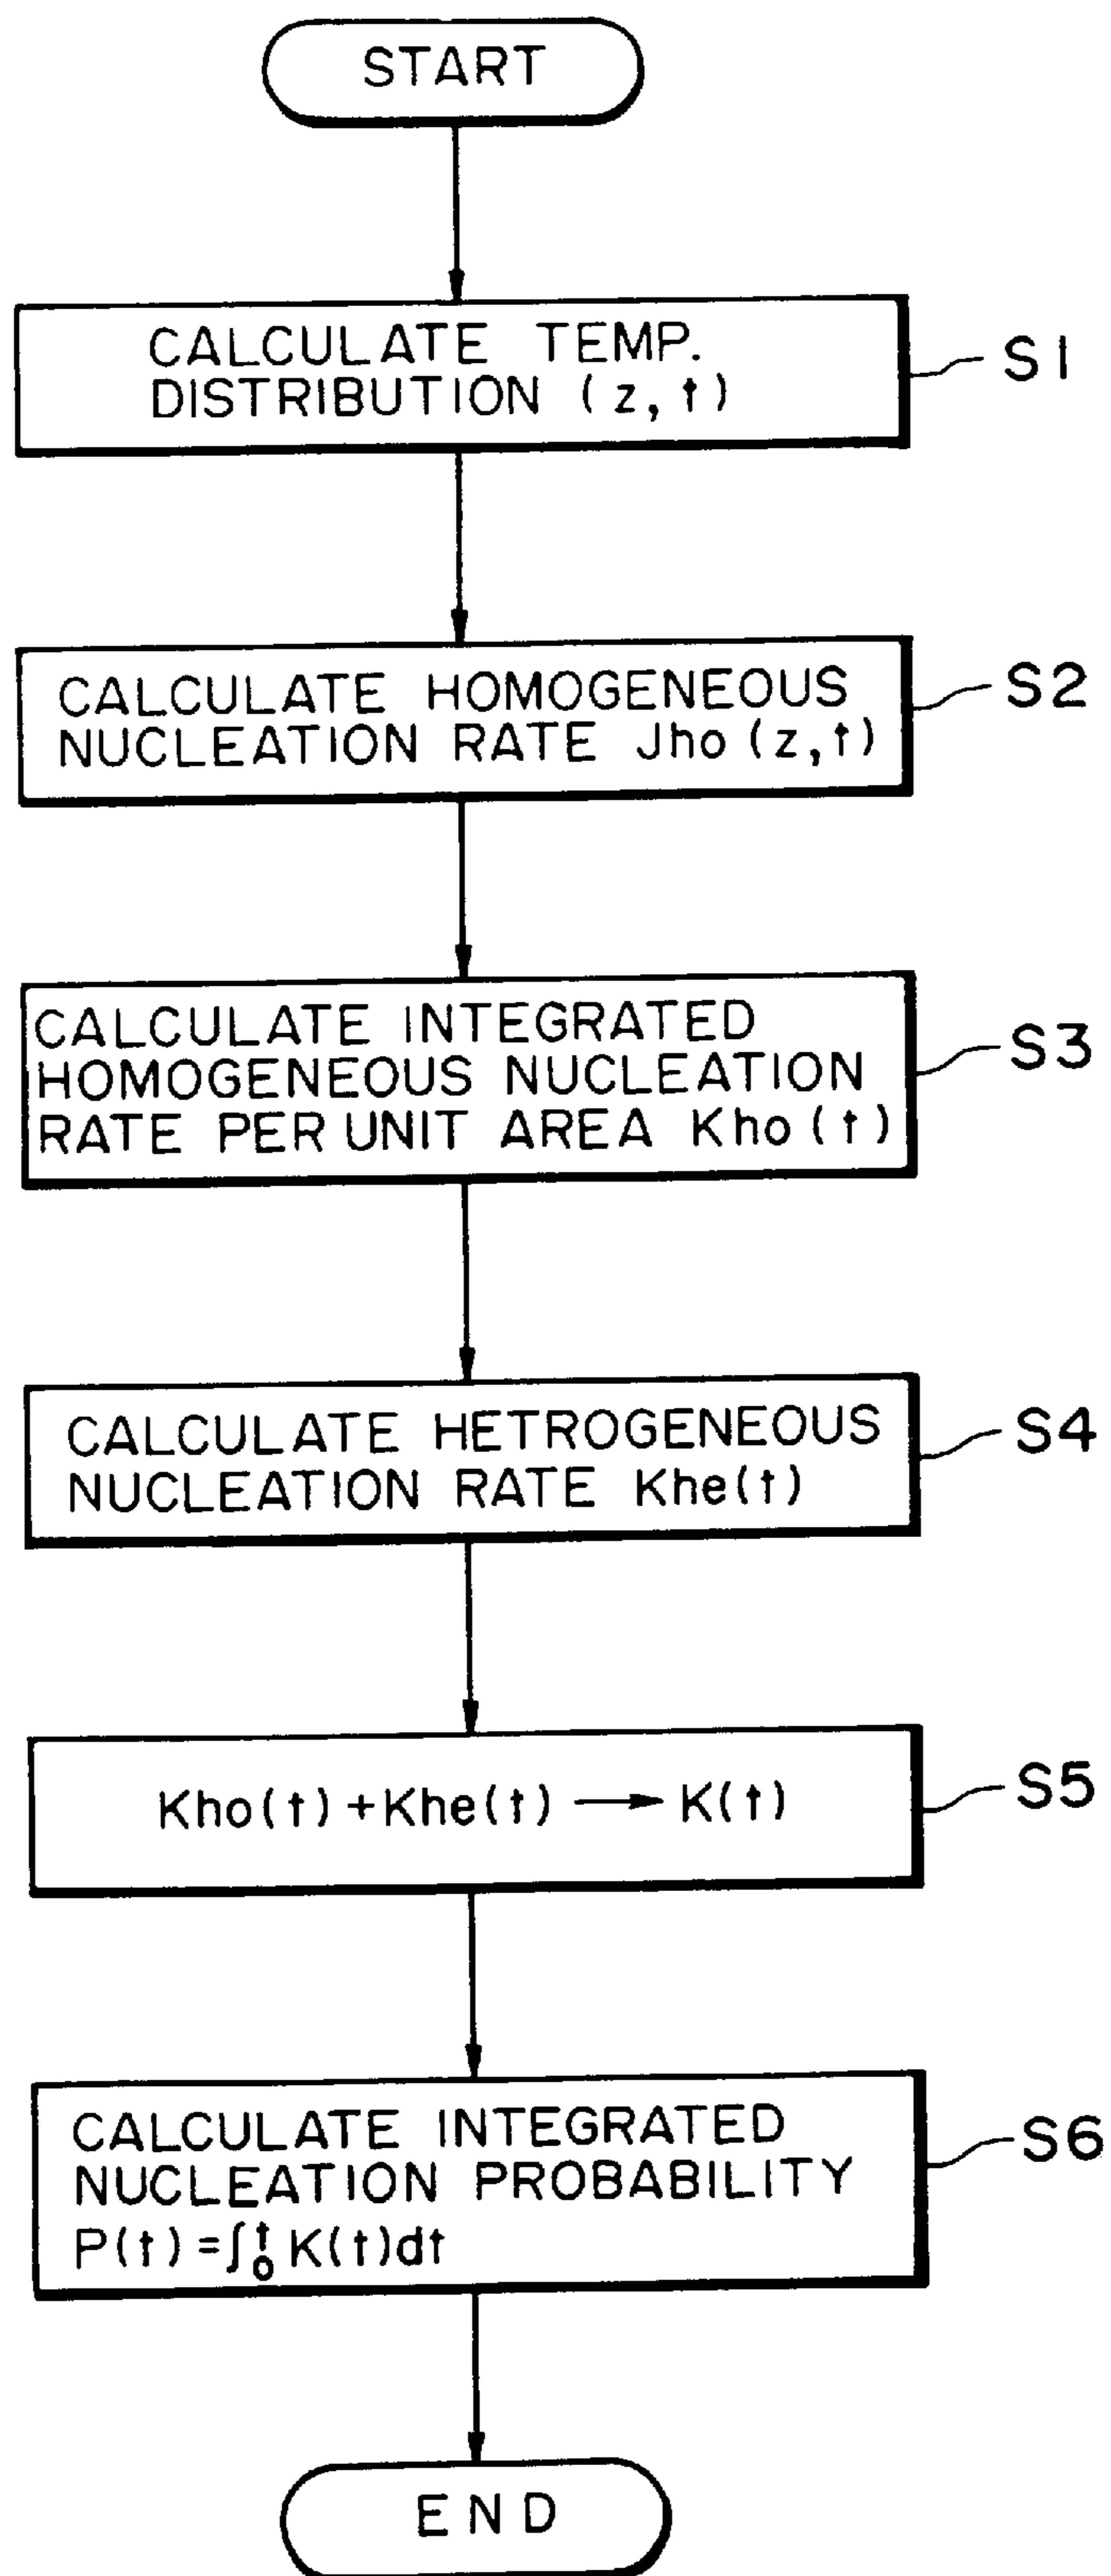 START
CALCULATE TEMP.
DISTRIBUTION (z,t)
S1
CALCULATE HOMOGENEOUS
NUCLEATION RATE Jho(z,t)
S2
CALCULATE INTEGRATED
HOMOGENEOUS NUCLEATION
RATE PER UNIT AREA Kho(t)
S3
CALCULATE HETROGENEOUS
NUCLEATION RATE Khe(t)
S4
Kho(t)+Khe(t)→K(t)
S5
CALCULATE INTEGRATED
NUCLEATION PROBABILITY
P(t)=∫₀ᵗK(t)dt
S6
END